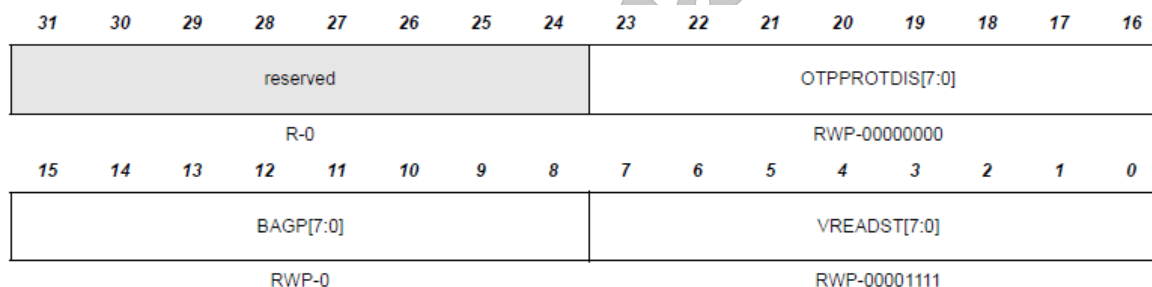 31 30 29 28 27 26 25 24 23 22 21 20 19 18 17 16
reserved OTPPROTDIS[7:0]
R-0 RWP-00000000
15 14 13 12 11 10 9 8 7 6 5 4 3 2 1 0
BAGP[7:0] VREADST[7:0]
RWP-0 RWP-00001111